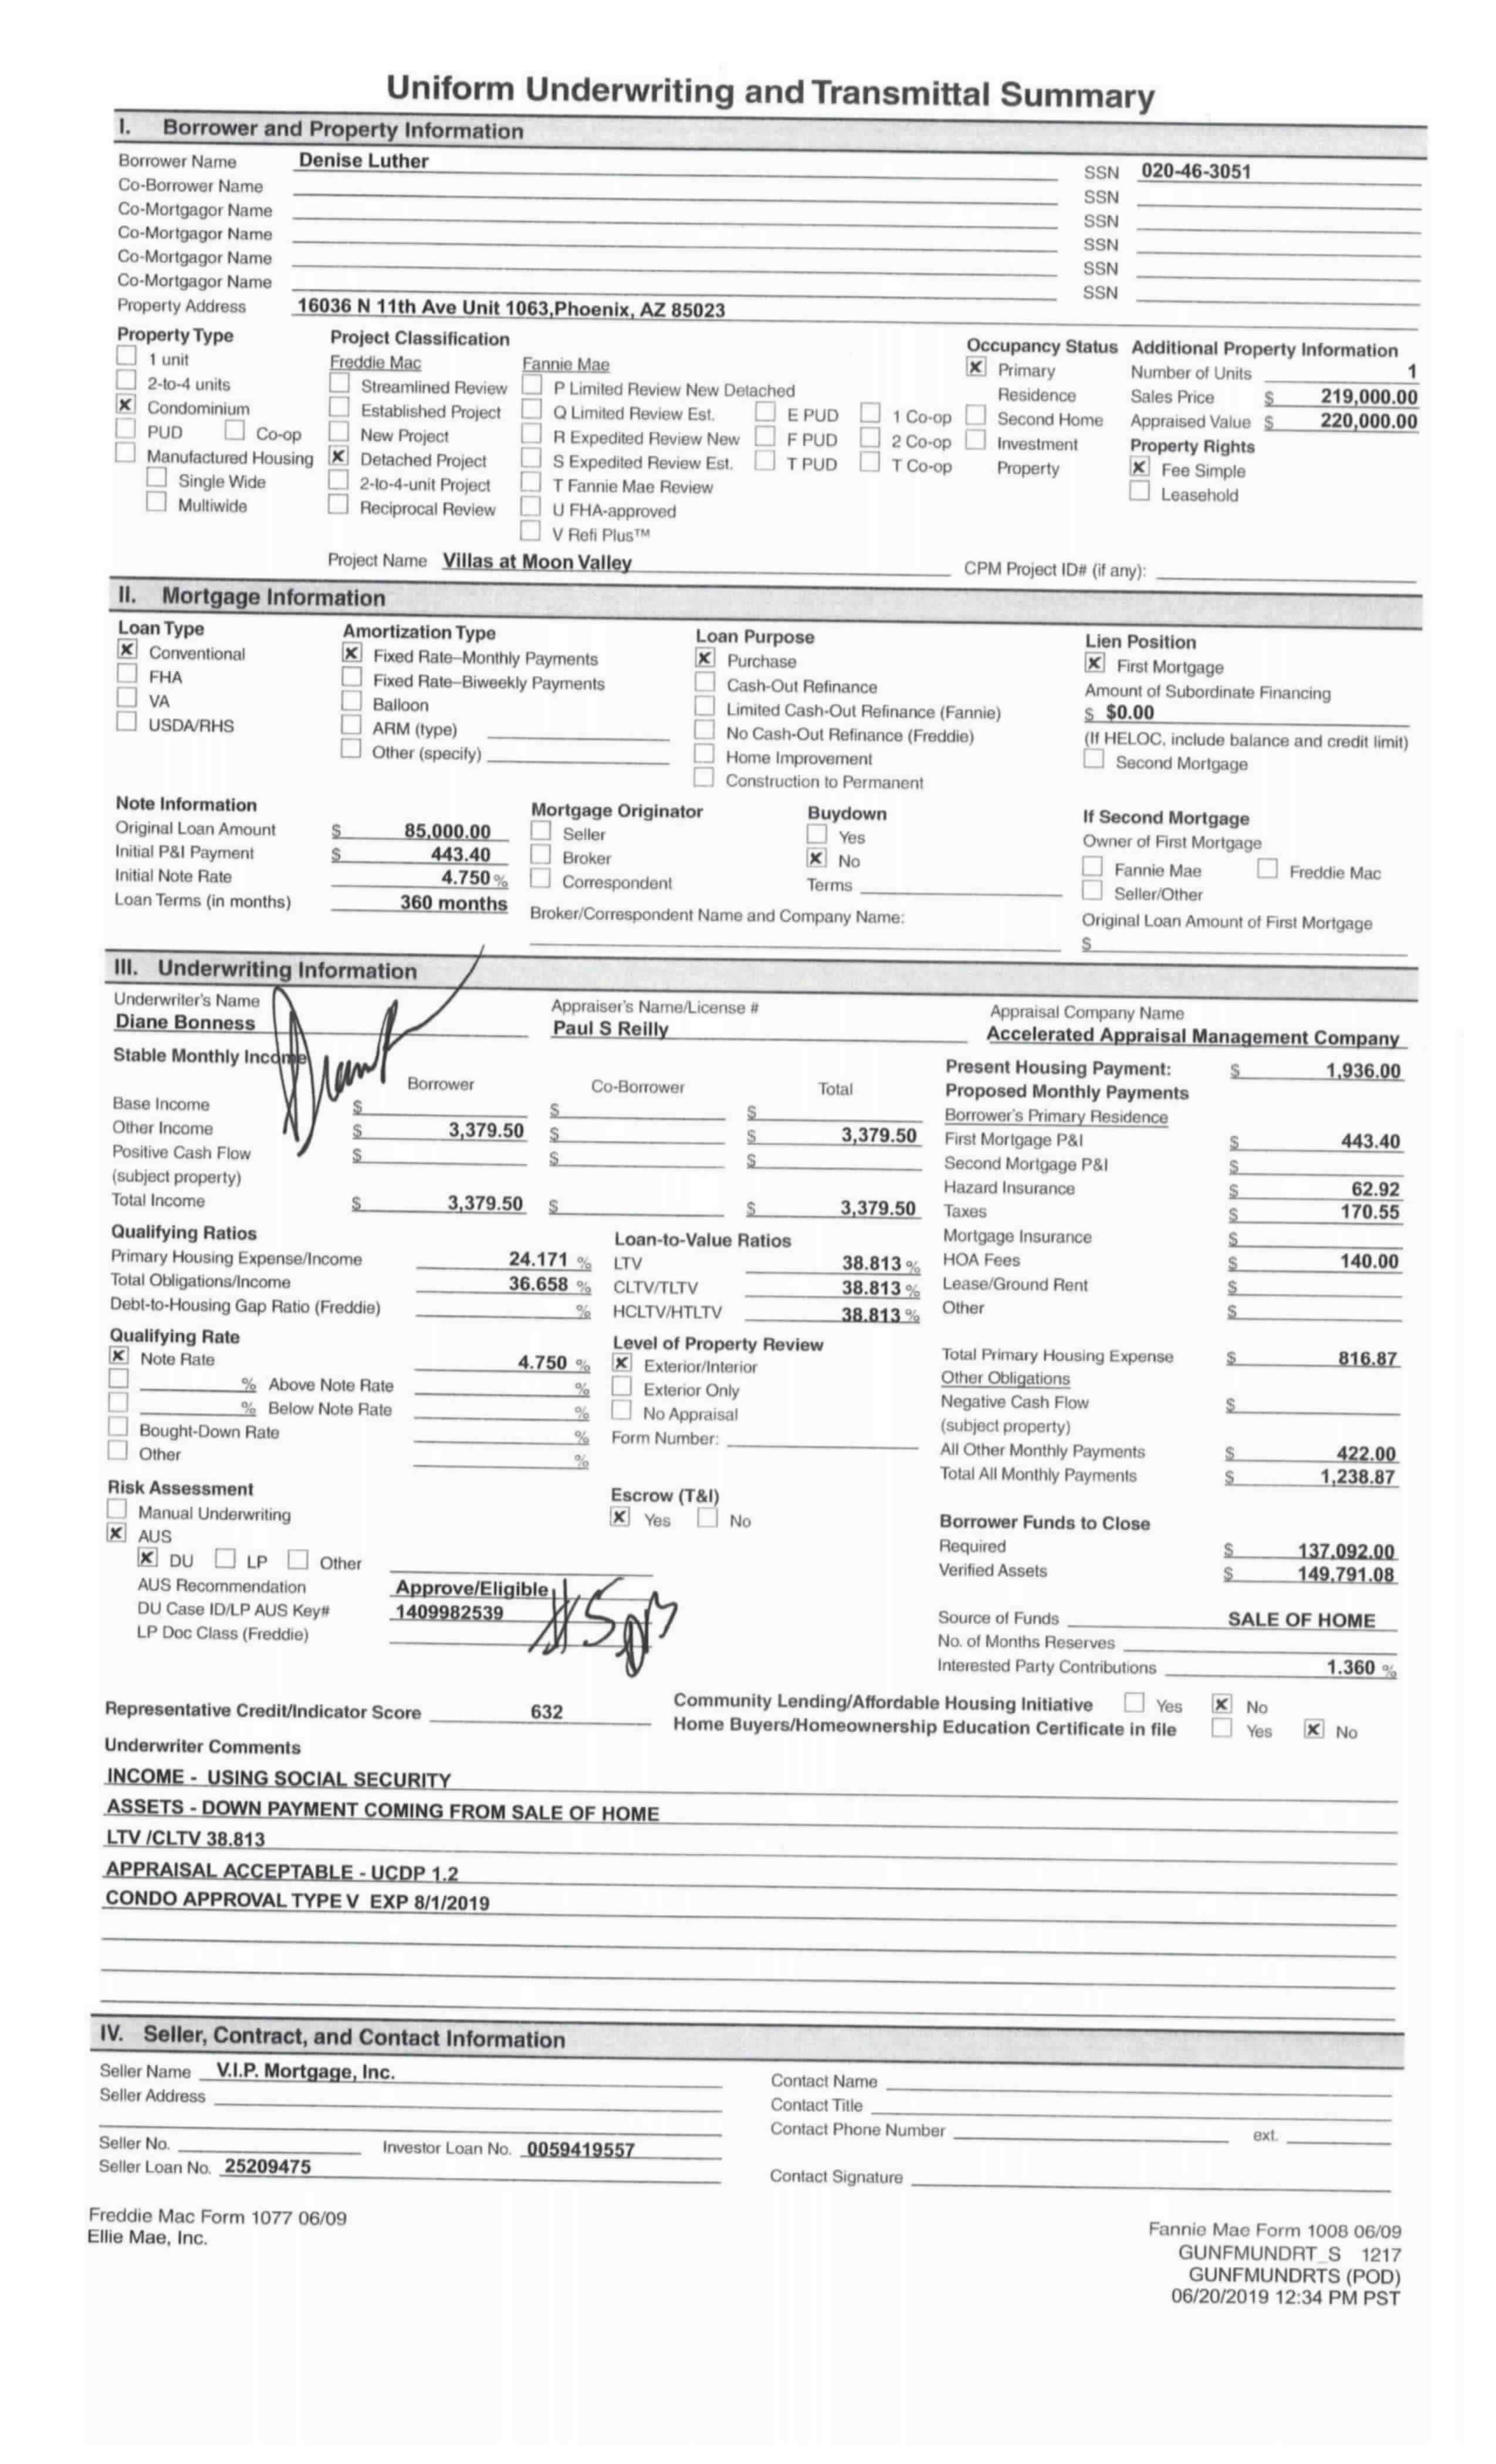 Uniform Underwriting and Transmittal Summary
I. Borrower and Property Information
Borrower Name Denise Luther SSN 020-46-3051
Co-Borrower Name SSN
Co-Mortgagor Name SSN
Co-Mortgagor Name SSN
Co-Mortgagor Name SSN
Co-Mortgagor Name SSN
Property Address 16036 N 11th Ave Unit 1063,Phoenix, AZ 85023
Property Type Project Classification Occupancy Status Additional Property Information
1 unit Freddie Mac Fannie Mae Primary Number of Units 1
2-to-4 units Streamlined Review P Limited Review New Detached Residence Sales Price $ 219,000.00
Condominium Established Project Q Limited Review Est. E PUD 1 Co-op Second Home Appraised Value $ 220,000.00
PUD Co-op New Project R Expedited Review New F PUD 2 Co-op Investment Property Rights
Manufactured Housing Detached Project S Expedited Review Est. T PUD T Co-op Property Fee Simple
Single Wide 2-to-4-unit Project T Fannie Mae Review Leasehold
Multiwide Reciprocal Review U FHA-approved
V Refi Plus™
Project Name Villas at Moon Valley CPM Project ID# (if any):
II. Mortgage Information
Loan Type Amortization Type Loan Purpose Lien Position
Conventional Fixed Rate–Monthly Payments Purchase First Mortgage
FHA Fixed Rate–Biweekly Payments Cash-Out Refinance Amount of Subordinate Financing
VA Balloon Limited Cash-Out Refinance (Fannie) $ $0.00
USDA/RHS ARM (type) No Cash-Out Refinance (Freddie) (If HELOC, include balance and credit limit)
Other (specify) Home Improvement Second Mortgage
Construction to Permanent
Note Information Mortgage Originator Buydown If Second Mortgage
Original Loan Amount $ 85,000.00 Seller Yes Owner of First Mortgage
Initial P&I Payment $ 443.40 Broker No Fannie Mae Freddie Mac
Initial Note Rate 4.750 % Correspondent Terms Seller/Other
Loan Terms (in months) 360 months Broker/Correspondent Name and Company Name: Original Loan Amount of First Mortgage
$
III. Underwriting Information
Underwriter's Name Appraiser's Name/License # Appraisal Company Name
Diane Bonness Paul S Reilly Accelerated Appraisal Management Company
Stable Monthly Income Present Housing Payment: $ 1,936.00
Borrower Co-Borrower Total Proposed Monthly Payments
Base Income $ $ $ Borrower's Primary Residence
Other Income $ 3,379.50 $ $ 3,379.50 First Mortgage P&I $ 443.40
Positive Cash Flow $ $ $ Second Mortgage P&I $
(subject property) Hazard Insurance $ 62.92
Total Income $ 3,379.50 $ $ 3,379.50 Taxes $ 170.55
Qualifying Ratios Loan-to-Value Ratios Mortgage Insurance $
Primary Housing Expense/Income 24.171 % LTV 38.813 % HOA Fees $ 140.00
Total Obligations/Income 36.658 % CLTV/TLTV 38.813 % Lease/Ground Rent $
Debt-to-Housing Gap Ratio (Freddie) % HCLTV/HTLTV 38.813 % Other $
Qualifying Rate Level of Property Review
Note Rate 4.750 % Exterior/Interior Total Primary Housing Expense $ 816.87
% Above Note Rate % Exterior Only Other Obligations
% Below Note Rate % No Appraisal Negative Cash Flow $
Bought-Down Rate % Form Number: (subject property)
Other % All Other Monthly Payments $ 422.00
Risk Assessment Escrow (T&I) Total All Monthly Payments $ 1,238.87
Manual Underwriting Yes No
AUS Borrower Funds to Close
DU LP Other Required $ 137,092.00
AUS Recommendation Approve/Eligible Verified Assets $ 149,791.08
DU Case ID/LP AUS Key# 1409982539 Source of Funds SALE OF HOME
LP Doc Class (Freddie) No. of Months Reserves
Interested Party Contributions 1.360 %
Representative Credit/Indicator Score 632 Community Lending/Affordable Housing Initiative Yes No
Home Buyers/Homeownership Education Certificate in file Yes No
Underwriter Comments
INCOME - USING SOCIAL SECURITY
ASSETS - DOWN PAYMENT COMING FROM SALE OF HOME
LTV /CLTV 38.813
APPRAISAL ACCEPTABLE - UCDP 1.2
CONDO APPROVAL TYPE V EXP 8/1/2019
IV. Seller, Contract, and Contact Information
Seller Name V.I.P. Mortgage, Inc. Contact Name
Seller Address Contact Title
Contact Phone Number ext.
Seller No. Investor Loan No. 0059419557
Seller Loan No. 25209475 Contact Signature
Freddie Mac Form 1077 06/09 Fannie Mae Form 1008 06/09
Ellie Mae, Inc. GUNFMUNDRT_S 1217
GUNFMUNDRTS (POD)
06/20/2019 12:34 PM PST